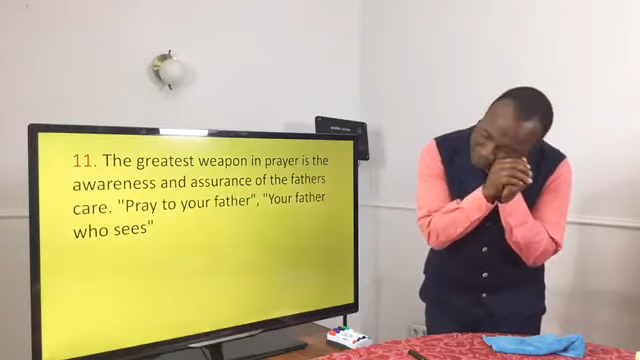 11. The greatest weapon in prayer is the
awareness and assurance of the fathers
care. "Pray to your father", "Your father
who sees"